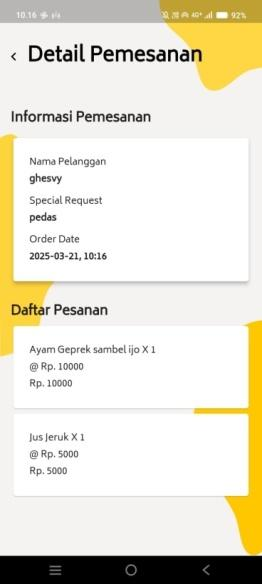 10.16
4G+
92%
Detail Pemesanan
Informasi Pemesanan
Nama Pelanggan
ghesvy
Special Request
pedas
Order Date
2025-03-21, 10:16
Daftar Pesanan
Ayam Geprek sambel ijo X 1
@ Rp. 10000
Rp. 10000
Jus Jeruk X 1
@ Rp. 5000
Rp. 5000